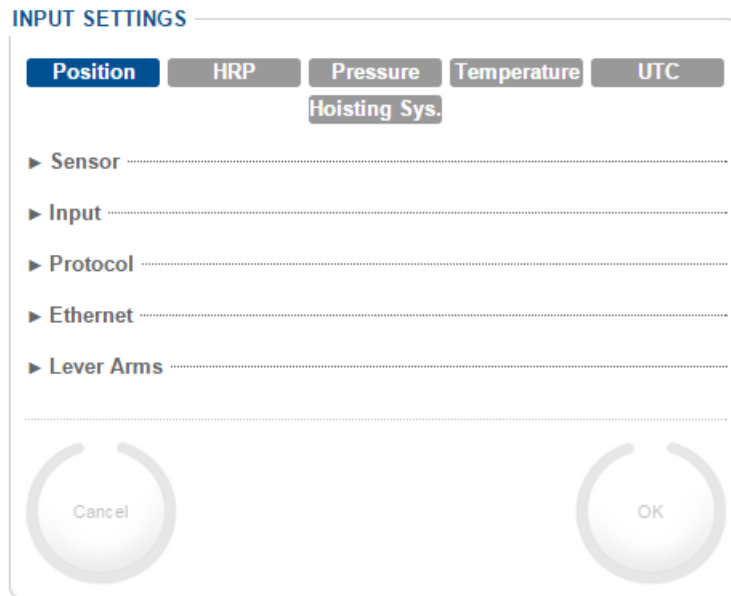 INPUT SETTINGS
Position HRP Pressure Temperature UTC
Hoisting Sys.
Sensor
Input
Protocol
Ethernet
Lever Arms
Cancel OK